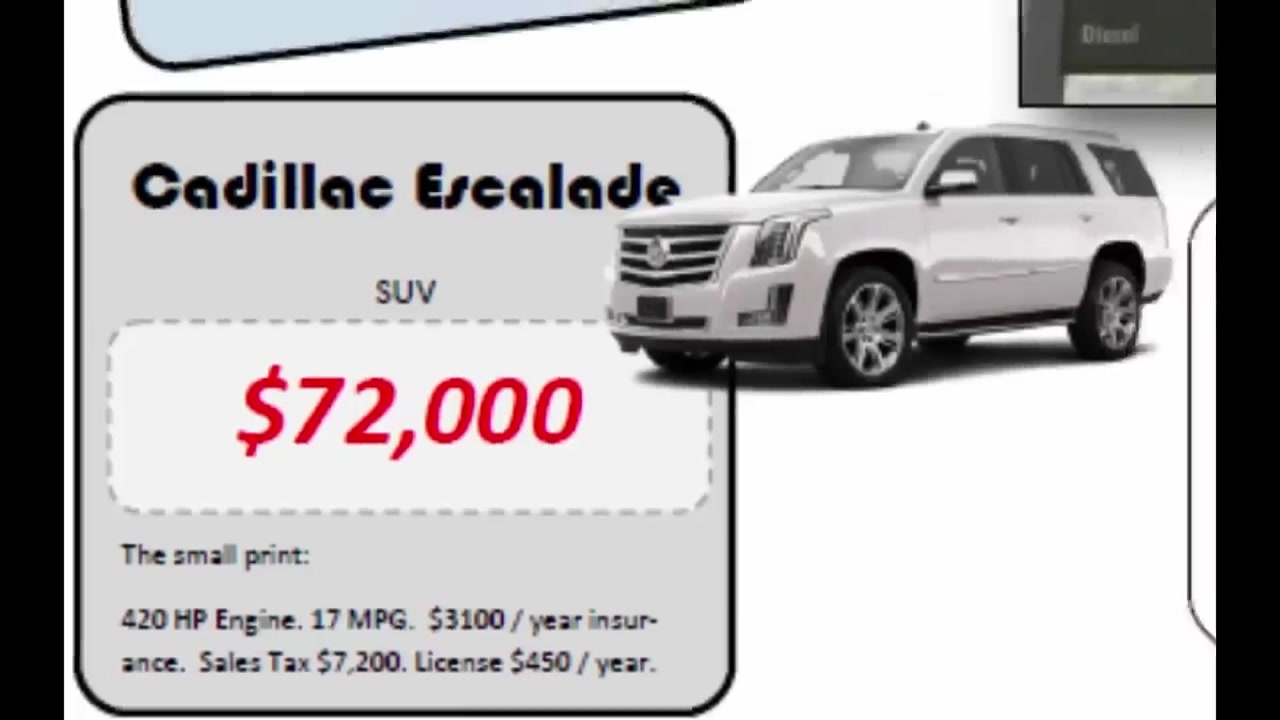 Diesel
Cadillac Escalade
SUV
$72,000
The small print:
420 HP Engine. 17 MPG.  $3100 / year insur-
ance.  Sales Tax $7,200. License $450 / year.